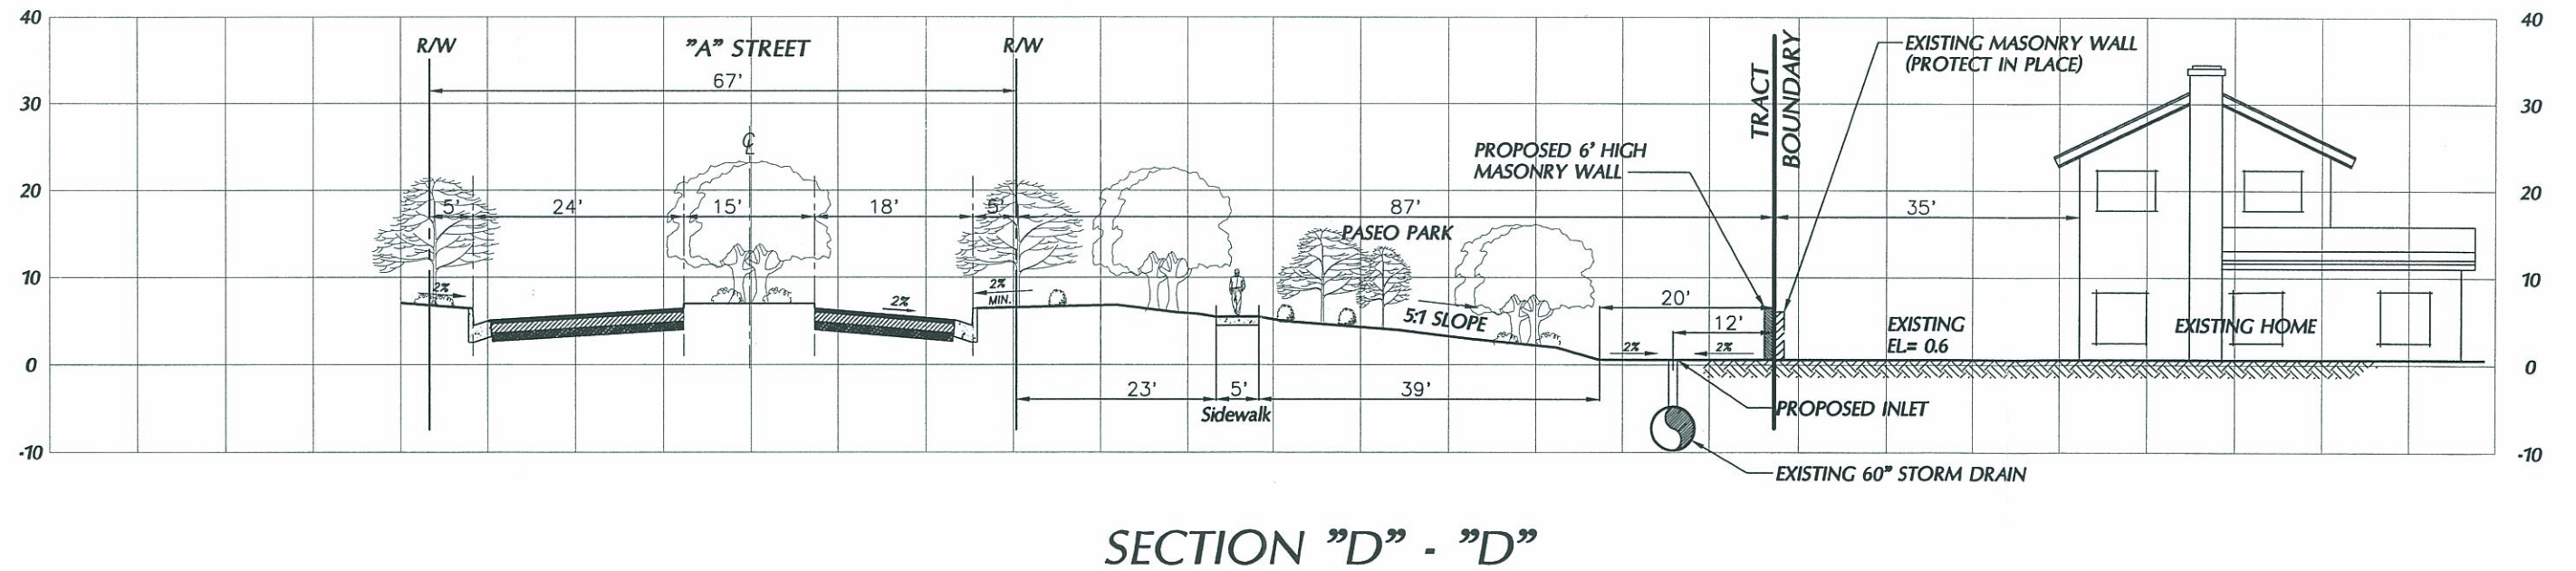 40
40
R/W
"A" STREET
R/W
67'
TRACT
BOUNDARY
EXISTING MASONRY WALL
(PROTECT IN PLACE)
30
30
℄
PROPOSED 6' HIGH
MASONRY WALL
20
20
5'
24'
15'
18'
5'
87'
35'
PASEO PARK
10
10
2%
2%
2%
MIN.
5:1 SLOPE
20'
12'
2%
2%
EXISTING
EL= 0.6
EXISTING HOME
0
0
23'
5'
39'
Sidewalk
PROPOSED INLET
-10
-10
EXISTING 60" STORM DRAIN
SECTION "D" - "D"